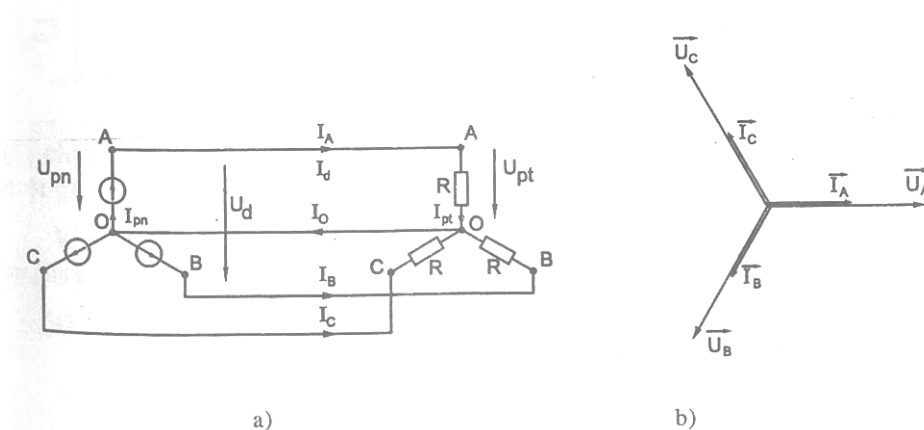 A I_A A
U_pn I_d U_pt
U_d R
O I_pn I_O I_pt O
C B I_B C R R B
I_C
a)
U_C
I_C
I_A U_A
I_B
U_B
b)